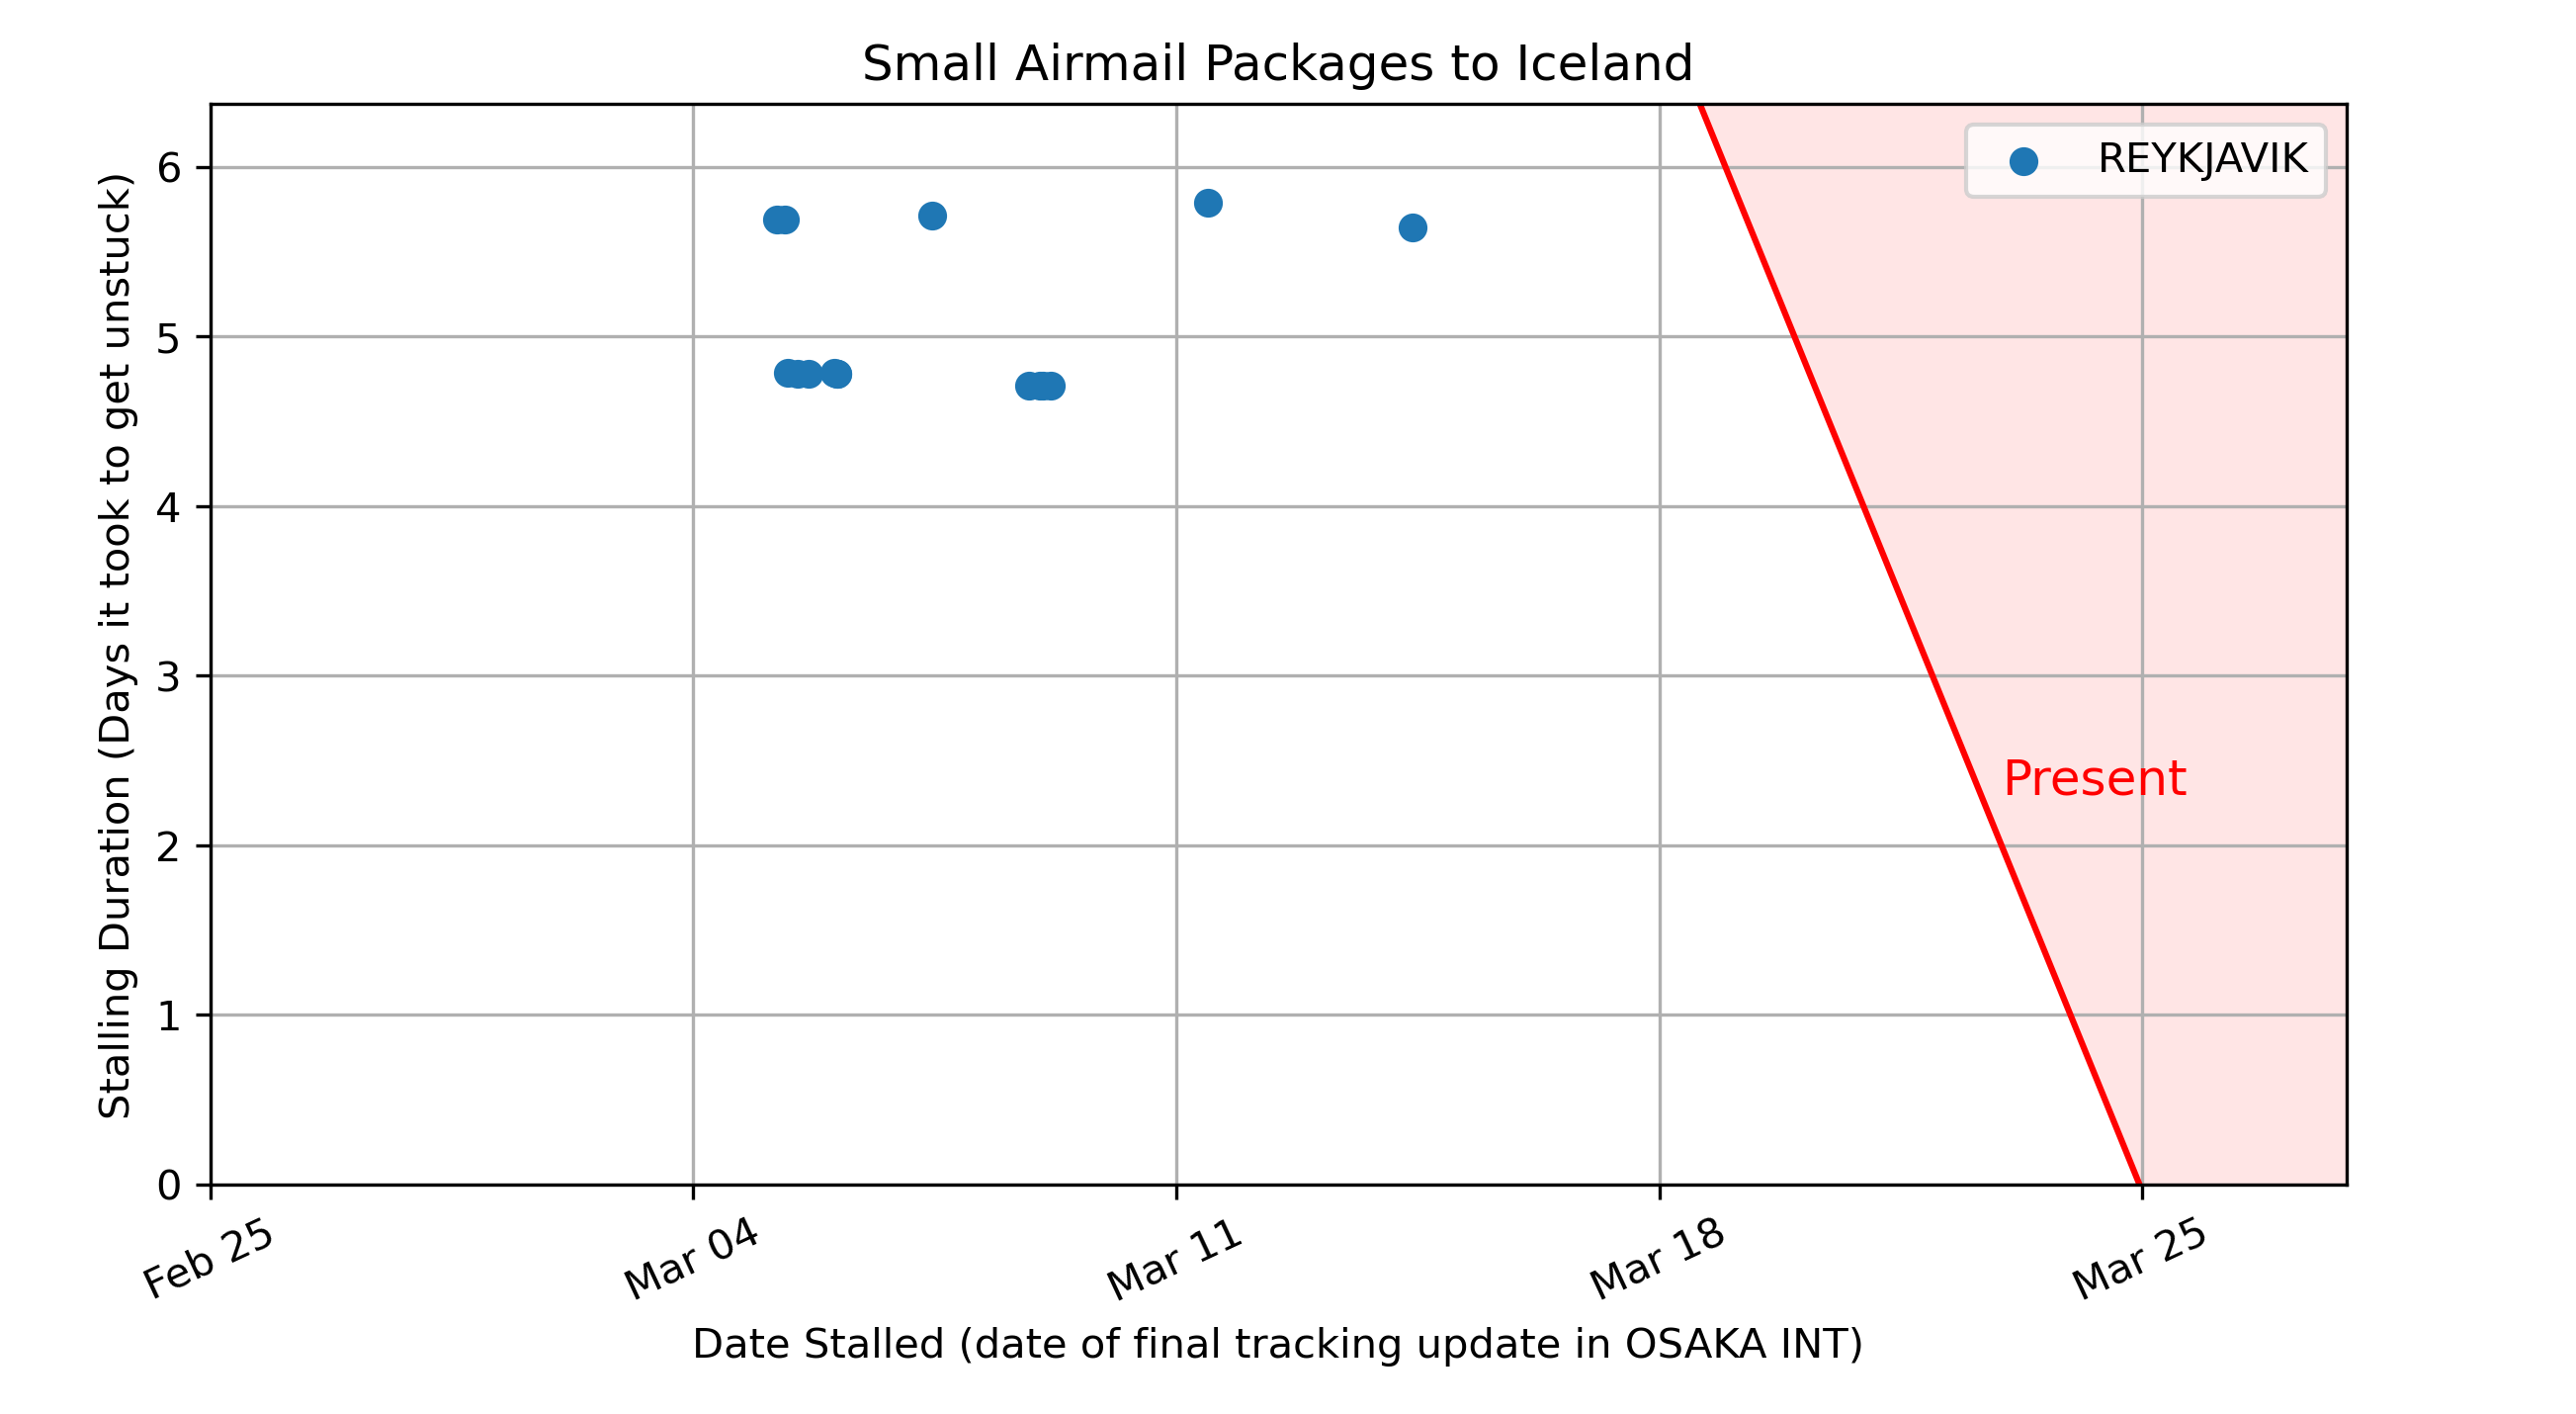 Small Airmail Packages to Iceland
REYKJAVIK
Stalling Duration (Days it took to get unstuck)
6
5
4
3
2
1
0
Present
Feb 25
Mar 04
Mar 11
Mar 18
Mar 25
Date Stalled (date of final tracking update in OSAKA INT)